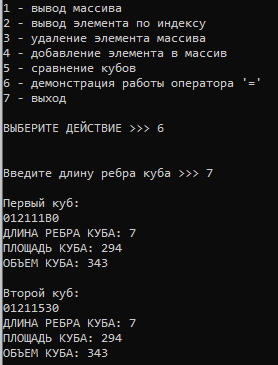 1 - вывод массива
2 - вывод элемента по индексу
3 - удаление элемента массива
4 - добавление элемента в массив
5 - сравнение кубов
6 - демонстрация работы оператора '='
7 - выход
ВЫБЕРИТЕ ДЕЙСТВИЕ >>> 6
Введите длину ребра куба >>> 7
Первый куб:
012111B0
ДЛИНА РЕБРА КУБА: 7
ПЛОЩАДЬ КУБА: 294
ОБЪЕМ КУБА: 343
Второй куб:
01211530
ДЛИНА РЕБРА КУБА: 7
ПЛОЩАДЬ КУБА: 294
ОБЪЕМ КУБА: 343